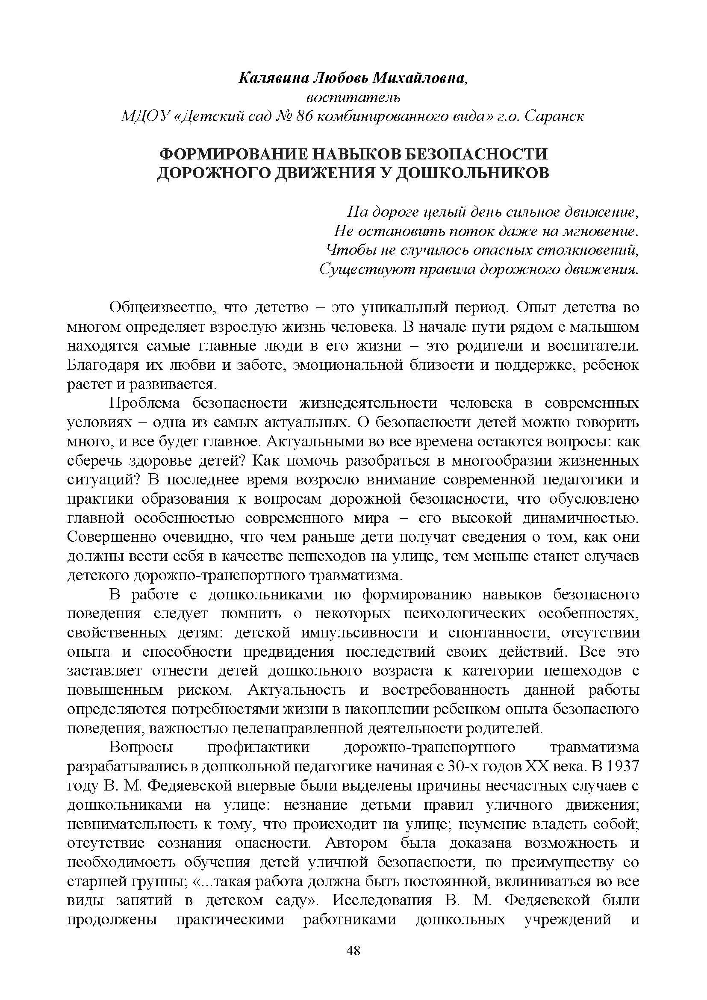 Калявина Любовь Михайловна,
воспитатель
МДОУ «Детский сад № 86 комбинированного вида» г.о. Саранск
ФОРМИРОВАНИЕ НАВЫКОВ БЕЗОПАСНОСТИ
ДОРОЖНОГО ДВИЖЕНИЯ У ДОШКОЛЬНИКОВ
На дороге целый день сильное движение,
Не остановить поток даже на мгновение.
Чтобы не случилось опасных столкновений,
Существуют правила дорожного движения.
Общеизвестно, что детство – это уникальный период. Опыт детства во
многом определяет взрослую жизнь человека. В начале пути рядом с малышом
находятся самые главные люди в его жизни – это родители и воспитатели.
Благодаря их любви и заботе, эмоциональной близости и поддержке, ребенок
растет и развивается.
Проблема безопасности жизнедеятельности человека в современных
условиях – одна из самых актуальных. О безопасности детей можно говорить
много, и все будет главное. Актуальными во все времена остаются вопросы: как
сберечь здоровье детей? Как помочь разобраться в многообразии жизненных
ситуаций? В последнее время возросло внимание современной педагогики и
практики образования к вопросам дорожной безопасности, что обусловлено
главной особенностью современного мира – его высокой динамичностью.
Совершенно очевидно, что чем раньше дети получат сведения о том, как они
должны вести себя в качестве пешеходов на улице, тем меньше станет случаев
детского дорожно-транспортного травматизма.
В работе с дошкольниками по формированию навыков безопасного
поведения следует помнить о некоторых психологических особенностях,
свойственных детям: детской импульсивности и спонтанности, отсутствии
опыта и способности предвидения последствий своих действий. Все это
заставляет отнести детей дошкольного возраста к категории пешеходов с
повышенным риском. Актуальность и востребованность данной работы
определяются потребностями жизни в накоплении ребенком опыта безопасного
поведения, важностью целенаправленной деятельности родителей.
Вопросы профилактики дорожно-транспортного травматизма
разрабатывались в дошкольной педагогике начиная с 30-х годов XX века. В 1937
году В. М. Федяевской впервые были выделены причины несчастных случаев с
дошкольниками на улице: незнание детьми правил уличного движения;
невнимательность к тому, что происходит на улице; неумение владеть собой;
отсутствие сознания опасности. Автором была доказана возможность и
необходимость обучения детей уличной безопасности, по преимуществу со
старшей группы; «...такая работа должна быть постоянной, вклиниваться во все
виды занятий в детском саду». Исследования В. М. Федяевской были
продолжены практическими работниками дошкольных учреждений и
48